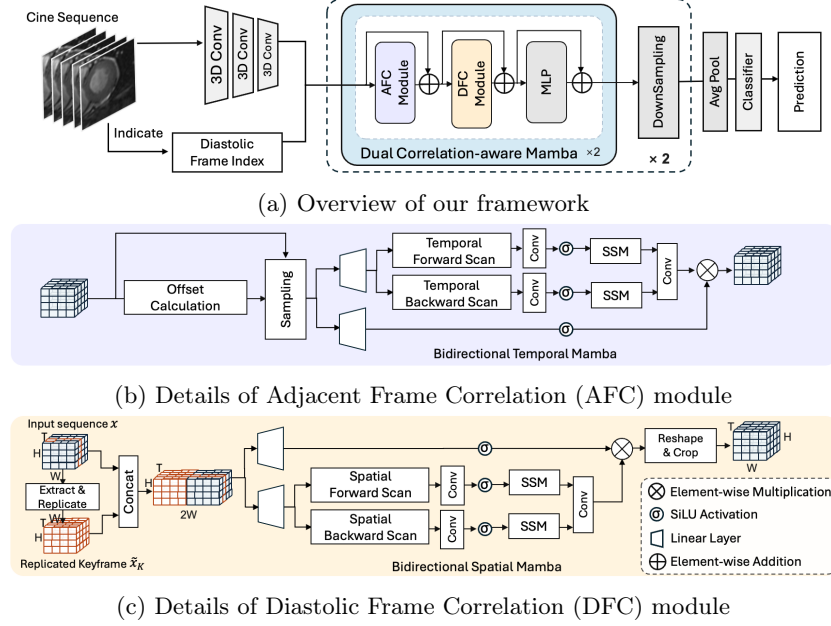 Cine Sequence
3D Conv
3D Conv
3D Conv
Indicate
Diastolic
Frame Index
AFC
Module
DFC
Module
MLP
Dual Correlation-aware Mamba ×2
DownSampling
× 2
Avg Pool
Classifier
Prediction
(a) Overview of our framework
Offset
Calculation
Sampling
Temporal
Forward Scan
Conv
σ
SSM
Temporal
Backward Scan
Conv
σ
SSM
Conv
σ
Bidirectional Temporal Mamba
(b) Details of Adjacent Frame Correlation (AFC) module
Input sequence x
T
H
W
Extract &
Replicate
W
T
H
Replicated Keyframe x̃_K
Concat
T
H
2W
σ
Spatial
Forward Scan
Conv
σ
SSM
Spatial
Backward Scan
Conv
σ
SSM
Conv
Bidirectional Spatial Mamba
Reshape
& Crop
T
H
W
Element-wise Multiplication
σ SiLU Activation
Linear Layer
Element-wise Addition
(c) Details of Diastolic Frame Correlation (DFC) module